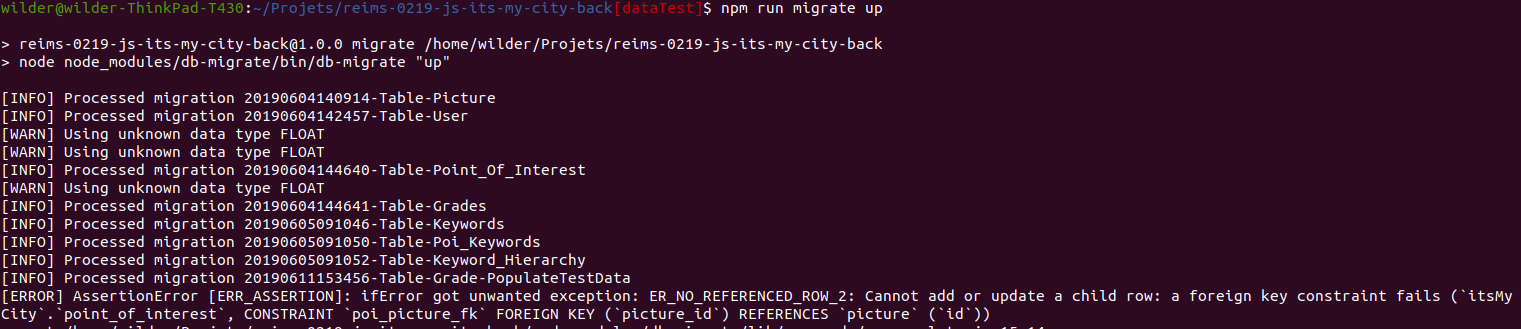 wilder@wilder-ThinkPad-T430:~/Projets/reims-0219-js-its-my-city-back[dataTest]$ npm run migrate up
> reims-0219-js-its-my-city-back@1.0.0 migrate /home/wilder/Projets/reims-0219-js-its-my-city-back
> node node_modules/db-migrate/bin/db-migrate "up"
[INFO] Processed migration 20190604140914-Table-Picture
[INFO] Processed migration 20190604142457-Table-User
[WARN] Using unknown data type FLOAT
[WARN] Using unknown data type FLOAT
[INFO] Processed migration 20190604144640-Table-Point_Of_Interest
[WARN] Using unknown data type FLOAT
[INFO] Processed migration 20190604144641-Table-Grades
[INFO] Processed migration 20190605091046-Table-Keywords
[INFO] Processed migration 20190605091050-Table-Poi_Keywords
[INFO] Processed migration 20190605091052-Table-Keyword_Hierarchy
[INFO] Processed migration 20190611153456-Table-Grade-PopulateTestData
[ERROR] AssertionError [ERR_ASSERTION]: ifError got unwanted exception: ER_NO_REFERENCED_ROW_2: Cannot add or update a child row: a foreign key constraint fails (`itsMy
City`.`point_of_interest`, CONSTRAINT `poi_picture_fk` FOREIGN KEY (`picture_id`) REFERENCES `picture` (`id`))